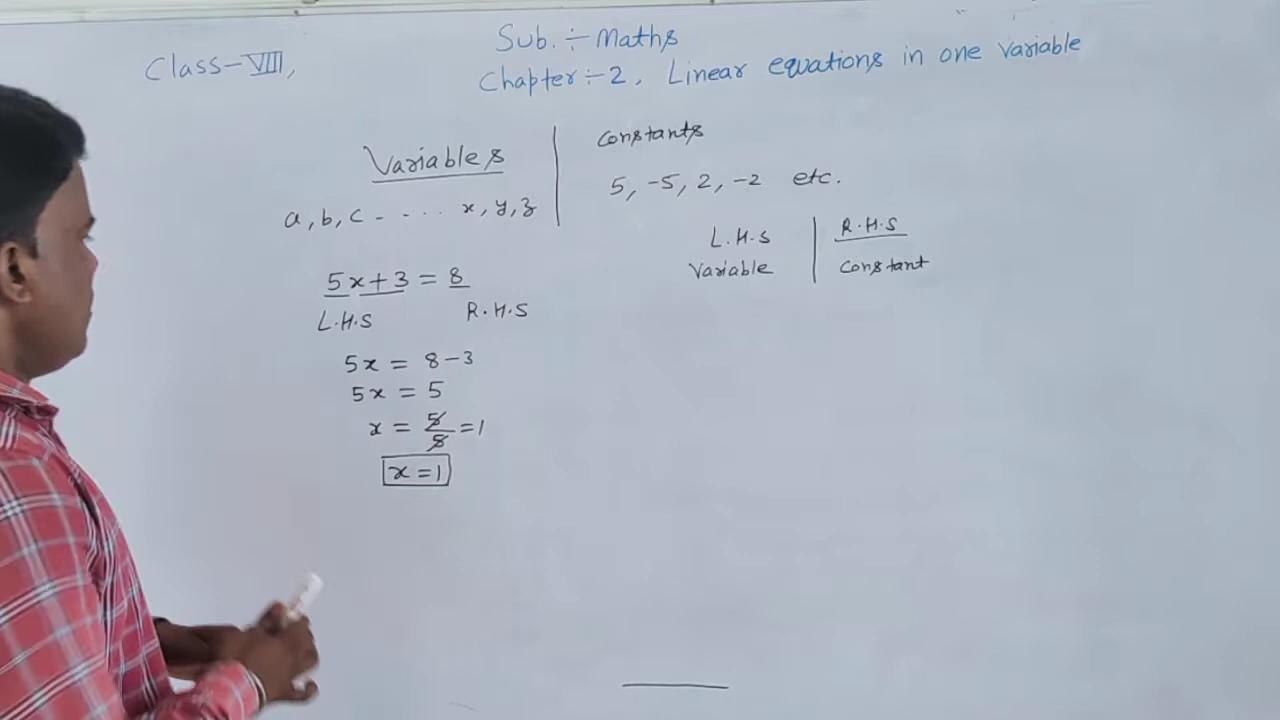 Sub. :- Maths
Class-VIII,
Chapter :- 2, Linear equations in one variable
Variables
a, b, c - - ... x, y, z
Constants
5, -5, 2, -2 etc.
L.H.S R.H.S
Variable Constant
5x + 3 = 8
L.H.S R.H.S
5x = 8 - 3
5x = 5
x = 5/5 = 1
x = 1